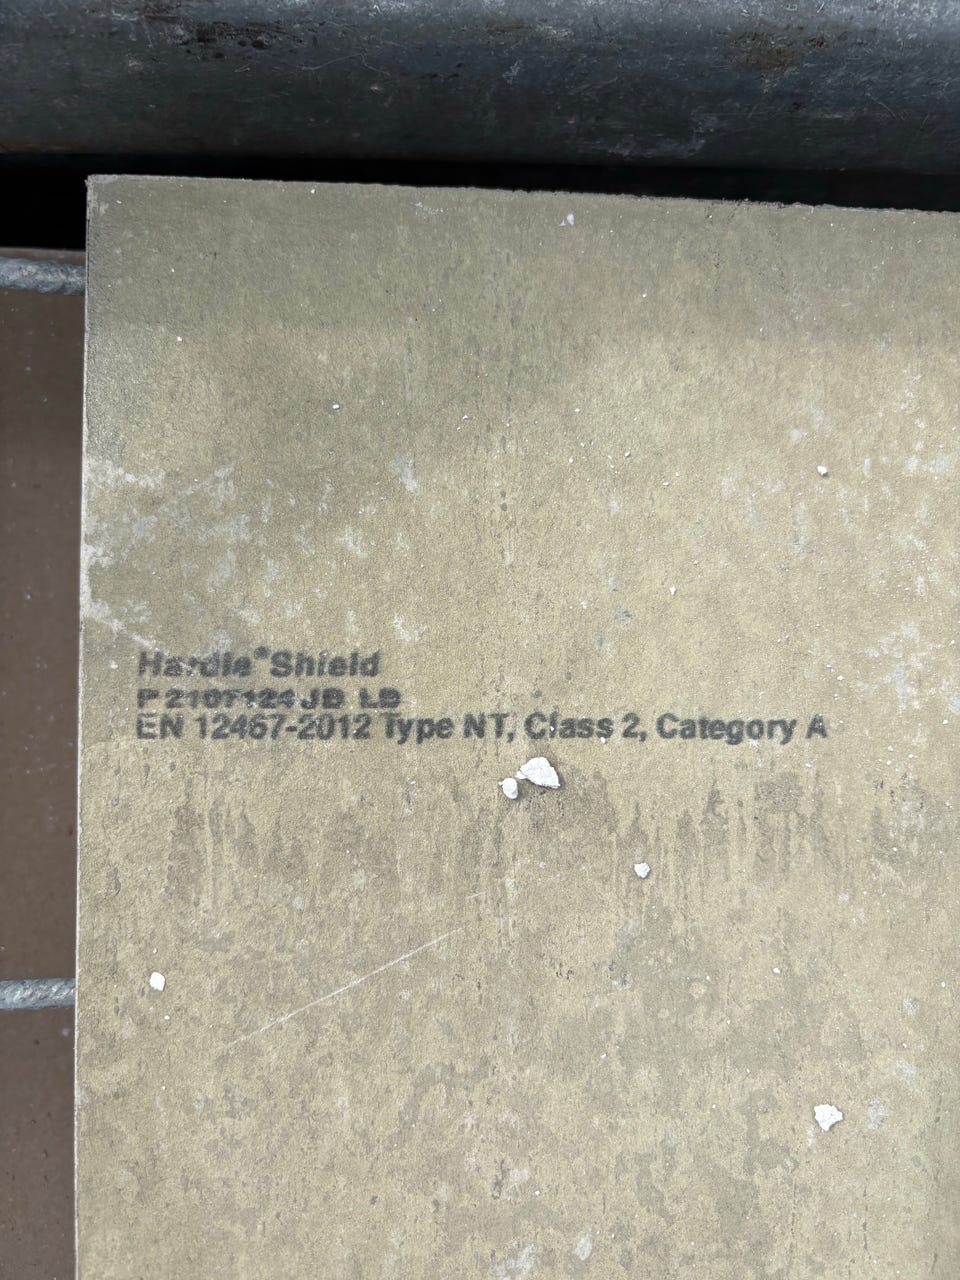 Hardie® Shield
P 2107124 JB LB
EN 12467-2012 Type NT, Class 2, Category A